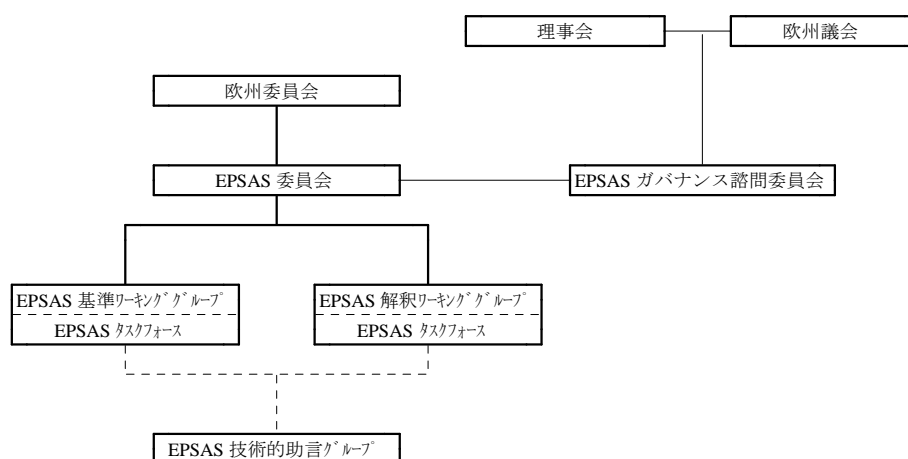 理事会
欧州議会
欧州委員会
EPSAS 委員会
EPSAS ガバナンス諮問委員会
EPSAS 基準ﾜｰｷﾝｸﾞｸﾞﾙｰﾌﾟ
EPSAS 解釈ﾜｰｷﾝｸﾞｸﾞﾙｰﾌﾟ
EPSAS ﾀｽｸﾌｫｰｽ
EPSAS ﾀｽｸﾌｫｰｽ
EPSAS 技術的助言ｸﾞﾙｰﾌﾟ